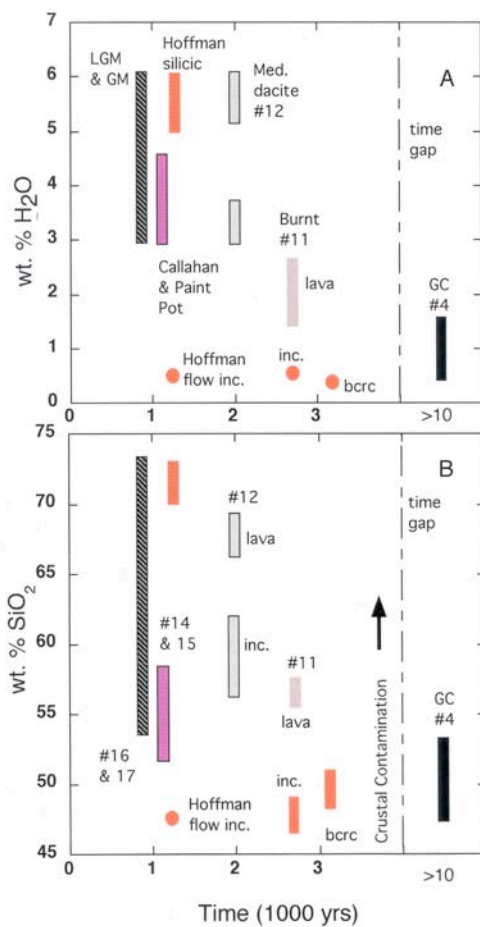 LGM
& GM
Hoffman
silicic
Med.
dacite
#12
A
time
gap
Burnt
#11
lava
Callahan
& Paint
Pot
GC
#4
Hoffman
flow inc.
inc.
bcrc
wt. % H2O
7
6
5
4
3
2
1
0
0 1 2 3 >10
B
#12
lava
time
gap
#14
& 15
inc.
#11
lava
GC
#4
#16
& 17
Hoffman
flow inc.
inc.
bcrc
Crustal Contamination
wt. % SiO2
75
70
65
60
55
50
45
0 1 2 3 >10
Time (1000 yrs)